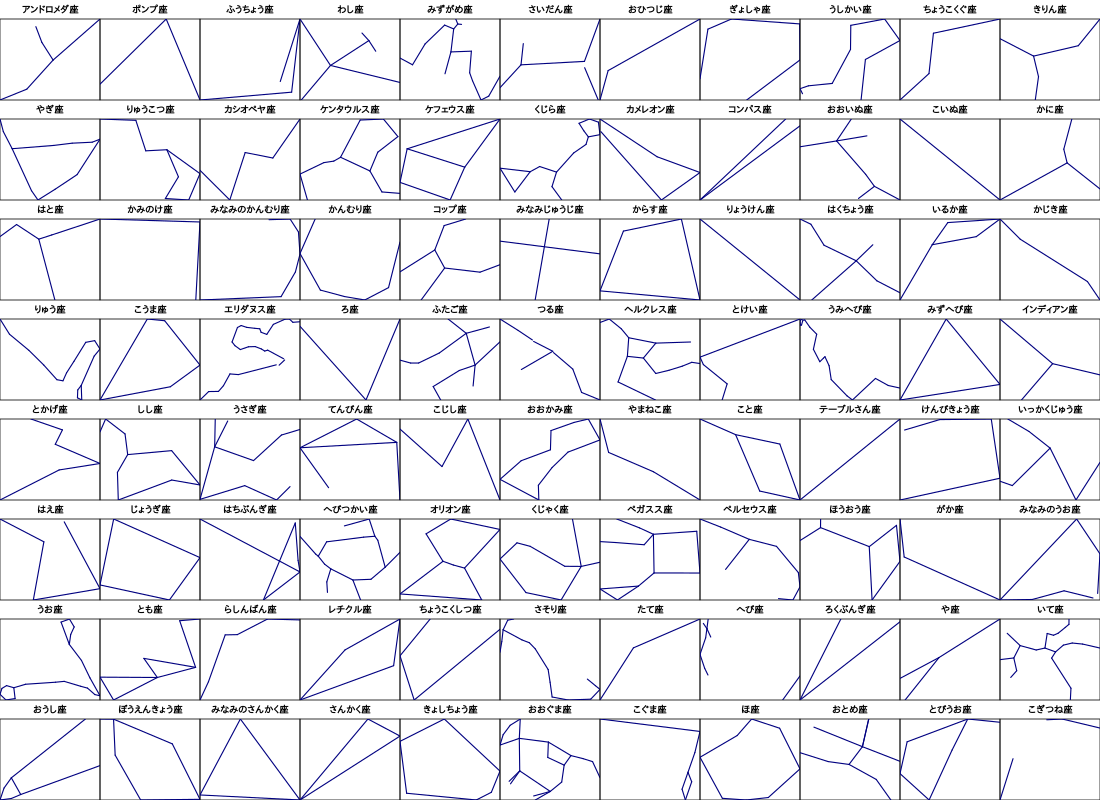 アンドロメダ座 ポンプ座 ふうちょう座 わし座 みずがめ座 さいだん座 おひつじ座 ぎょしゃ座 うしかい座 ちょうこくぐ座 きりん座
やぎ座 りゅうこつ座 カシオペヤ座 ケンタウルス座 ケフェウス座 くじら座 カメレオン座 コンパス座 おおいぬ座 こいぬ座 かに座
はと座 かみのけ座 みなみのかんむり座 かんむり座 コップ座 みなみじゅうじ座 からす座 りょうけん座 はくちょう座 いるか座 かじき座
りゅう座 こうま座 エリダヌス座 ろ座 ふたご座 つる座 ヘルクレス座 とけい座 うみへび座 みずへび座 インディアン座
とかげ座 しし座 うさぎ座 てんびん座 こじし座 おおかみ座 やまねこ座 こと座 テーブルさん座 けんびきょう座 いっかくじゅう座
はえ座 じょうぎ座 はちぶんぎ座 へびつかい座 オリオン座 くじゃく座 ペガスス座 ペルセウス座 ほうおう座 がか座 みなみのうお座
うお座 とも座 らしんばん座 レチクル座 ちょうこくしつ座 さそり座 たて座 へび座 ろくぶんぎ座 や座 いて座
おうし座 ぼうえんきょう座 みなみのさんかく座 さんかく座 きょしちょう座 おおぐま座 こぐま座 ほ座 おとめ座 とびうお座 こぎつね座